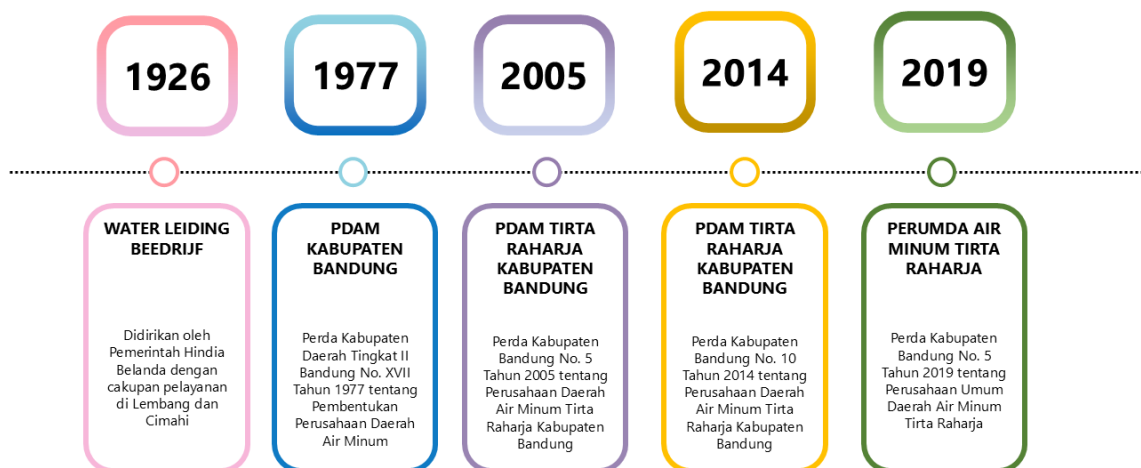 1926
1977
2005
2014
2019
WATER LEIDING
BEEDRIJF
Didirikan oleh
Pemerintah Hindia
Belanda dengan
cakupan pelayanan
di Lembang dan
Cimahi
PDAM
KABUPATEN
BANDUNG
Perda Kabupaten
Daerah Tingkat II
Bandung No. XVII
Tahun 1977 tentang
Pembentukan
Perusahaan Daerah
Air Minum
PDAM TIRTA
RAHARJA
KABUPATEN
BANDUNG
Perda Kabupaten
Bandung No. 5
Tahun 2005 tentang
Perusahaan Daerah
Air Minum Tirta
Raharja Kabupaten
Bandung
PDAM TIRTA
RAHARJA
KABUPATEN
BANDUNG
Perda Kabupaten
Bandung No. 10
Tahun 2014 tentang
Perusahaan Daerah
Air Minum Tirta
Raharja Kabupaten
Bandung
PERUMDA AIR
MINUM TIRTA
RAHARJA
Perda Kabupaten
Bandung No. 5
Tahun 2019 tentang
Perusahaan Umum
Daerah Air Minum
Tirta Raharja